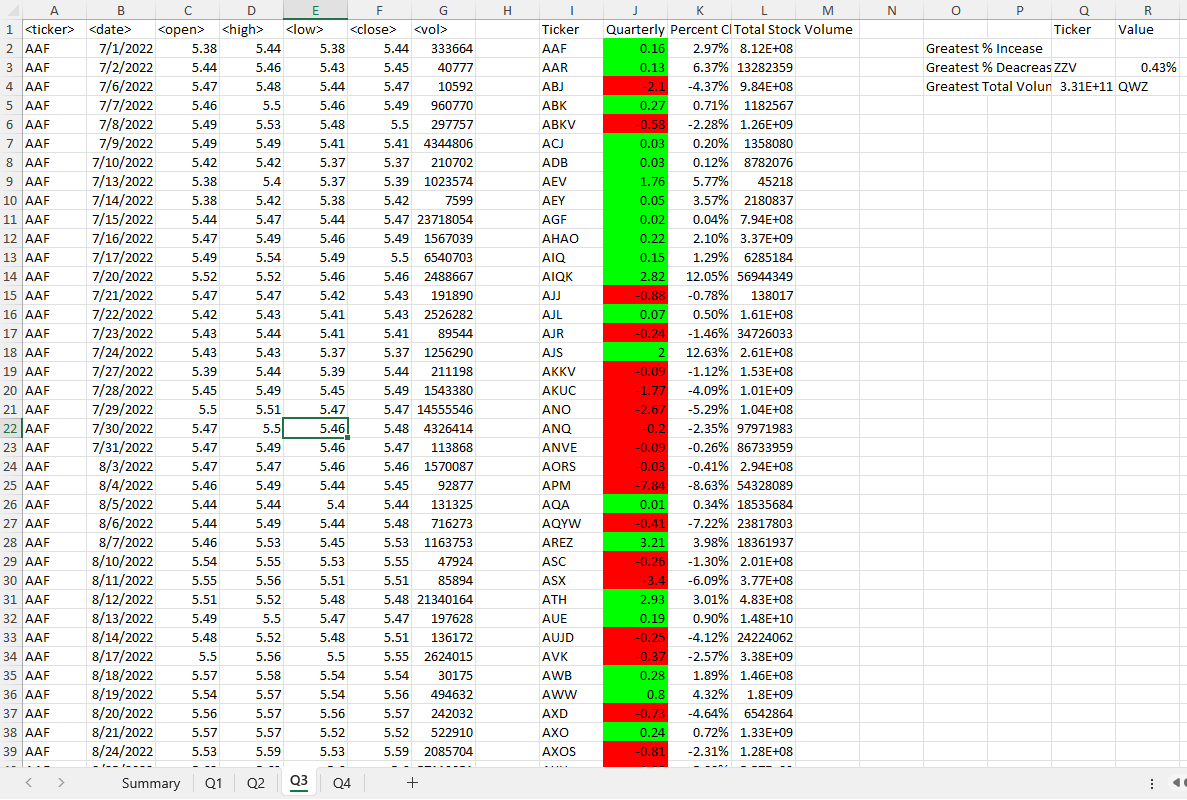 A B C D E F G H I J K L M N O P Q R
1 <ticker> <date> <open> <high> <low> <close> <vol> Ticker Quarterly Percent Cl Total Stock Volume Ticker Value
2 AAF 7/1/2022 5.38 5.44 5.38 5.44 333664 AAF 0.16 2.97% 8.12E+08 Greatest % Incease
3 AAF 7/2/2022 5.44 5.46 5.43 5.45 40777 AAR 0.13 6.37% 13282359 Greatest % Deacreas ZZV 0.43%
4 AAF 7/6/2022 5.47 5.48 5.44 5.47 10592 ABJ -2.1 -4.37% 9.84E+08 Greatest Total Volun 3.31E+11 QWZ
5 AAF 7/7/2022 5.46 5.5 5.46 5.49 960770 ABK 0.27 0.71% 1182567
6 AAF 7/8/2022 5.49 5.53 5.48 5.5 297757 ABKV -0.58 -2.28% 1.26E+09
7 AAF 7/9/2022 5.49 5.49 5.41 5.41 4344806 ACJ 0.03 0.20% 1358080
8 AAF 7/10/2022 5.42 5.42 5.37 5.37 210702 ADB 0.03 0.12% 8782076
9 AAF 7/13/2022 5.38 5.4 5.37 5.39 1023574 AEV 1.76 5.77% 45218
10 AAF 7/14/2022 5.38 5.42 5.38 5.42 7599 AEY 0.05 3.57% 2180837
11 AAF 7/15/2022 5.44 5.47 5.44 5.47 23718054 AGF 0.02 0.04% 7.94E+08
12 AAF 7/16/2022 5.47 5.49 5.46 5.49 1567039 AHAO 0.22 2.10% 3.37E+09
13 AAF 7/17/2022 5.49 5.54 5.49 5.5 6540703 AIQ 0.15 1.29% 6285184
14 AAF 7/20/2022 5.52 5.52 5.46 5.46 2488667 AIQK 2.82 12.05% 56944349
15 AAF 7/21/2022 5.47 5.47 5.42 5.43 191890 AJJ -0.88 -0.78% 138017
16 AAF 7/22/2022 5.42 5.43 5.41 5.43 2526282 AJL 0.07 0.50% 1.61E+08
17 AAF 7/23/2022 5.43 5.44 5.41 5.41 89544 AJR -0.24 -1.46% 34726033
18 AAF 7/24/2022 5.43 5.43 5.37 5.37 1256290 AJS 2 12.63% 2.61E+08
19 AAF 7/27/2022 5.39 5.44 5.39 5.44 211198 AKKV -0.09 -1.12% 1.53E+08
20 AAF 7/28/2022 5.45 5.49 5.45 5.49 1543380 AKUC -1.77 -4.09% 1.01E+09
21 AAF 7/29/2022 5.5 5.51 5.47 5.47 14555546 ANO -2.67 -5.29% 1.04E+08
22 AAF 7/30/2022 5.47 5.5 5.46 5.48 4326414 ANQ -0.2 -2.35% 97971983
23 AAF 7/31/2022 5.47 5.49 5.46 5.47 113868 ANVE -0.09 -0.26% 86733959
24 AAF 8/3/2022 5.47 5.47 5.46 5.46 1570087 AORS -0.03 -0.41% 2.94E+08
25 AAF 8/4/2022 5.46 5.49 5.44 5.45 92877 APM -7.84 -8.63% 54328089
26 AAF 8/5/2022 5.44 5.44 5.4 5.44 131325 AQA 0.01 0.34% 18535684
27 AAF 8/6/2022 5.44 5.49 5.44 5.48 716273 AQYW -0.41 -7.22% 23817803
28 AAF 8/7/2022 5.46 5.53 5.45 5.53 1163753 AREZ 3.21 3.98% 18361937
29 AAF 8/10/2022 5.54 5.55 5.53 5.55 47924 ASC -0.26 -1.30% 2.01E+08
30 AAF 8/11/2022 5.55 5.56 5.51 5.51 85894 ASX -3.4 -6.09% 3.77E+08
31 AAF 8/12/2022 5.51 5.52 5.48 5.48 21340164 ATH 2.93 3.01% 4.83E+08
32 AAF 8/13/2022 5.49 5.5 5.47 5.47 197628 AUE 0.19 0.90% 1.48E+10
33 AAF 8/14/2022 5.48 5.52 5.48 5.51 136172 AUJD -0.25 -4.12% 24224062
34 AAF 8/17/2022 5.5 5.56 5.5 5.55 2624015 AVK -0.37 -2.57% 3.38E+09
35 AAF 8/18/2022 5.57 5.58 5.54 5.54 30175 AWB 0.28 1.89% 1.46E+08
36 AAF 8/19/2022 5.54 5.57 5.54 5.56 494632 AWW 0.8 4.32% 1.8E+09
37 AAF 8/20/2022 5.56 5.57 5.56 5.57 242032 AXD -0.73 -4.64% 6542864
38 AAF 8/21/2022 5.57 5.57 5.52 5.52 522910 AXO 0.24 0.72% 1.33E+09
39 AAF 8/24/2022 5.53 5.59 5.53 5.59 2085704 AXOS -0.81 -2.31% 1.28E+08
Summary Q1 Q2 Q3 Q4